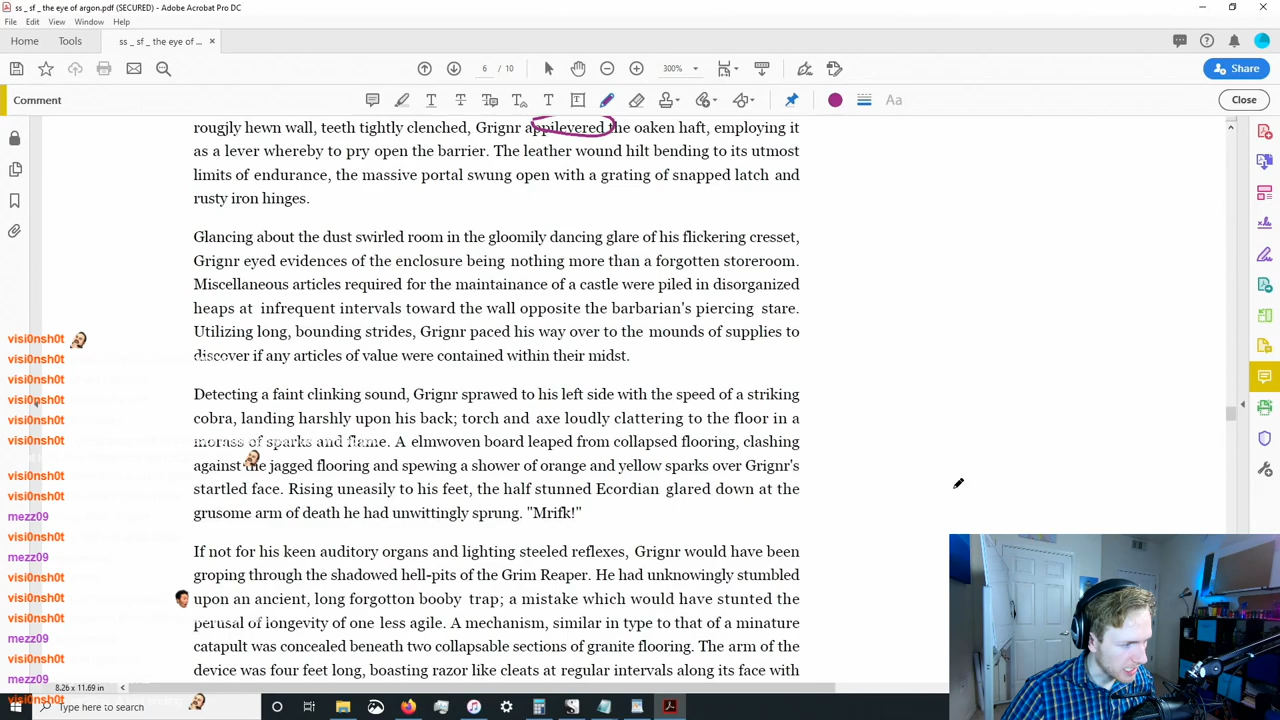 ss _ sf _ the eye of argon.pdf (SECURED) - Adobe Acrobat Pro DC
File Edit View Window Help
Home Tools ss _ sf _ the eye of ar...
6 / 10 300% Share
Comment Close
rougjly hewn wall, teeth tightly clenched, Grignr appilevered the oaken haft, employing it
as a lever whereby to pry open the barrier. The leather wound hilt bending to its utmost
limits of endurance, the massive portal swung open with a grating of snapped latch and
rusty iron hinges.
Glancing about the dust swirled room in the gloomily dancing glare of his flickering cresset,
Grignr eyed evidences of the enclosure being nothing more than a forgotten storeroom.
Miscellaneous articles required for the maintainance of a castle were piled in disorganized
heaps at infrequent intervals toward the wall opposite the barbarian's piercing stare.
Utilizing long, bounding strides, Grignr paced his wvy over to the mounds of supplies to
discover if any articles of value were contained within their midst.
Detecting a faint clinking sound, Grignr sprawed to his left side with the speed of a striking
cobra, landing harshly upon his back; torch and axe loudly clattering to the floor in a
morass of sparks and flame. A elmwoven board leaped from collapsed flooring, clashing
against the jagged flooring and spewing a shower of orange and yellow sparks over Grignr's
startled face. Rising uneasily to his feet, the half stunned Ecordian glared down at the
grusome arm of death he had unwittingly sprung. "Mrifk!"
If not for his keen auditory organs and lighting steeled reflexes, Grignr would have been
groping through the shadowed hell-pits of the Grim Reaper. He had unknowingly stumbled
upon an ancient, long forgotten booby trap; a mistake which would have stunted the
perusal of longevity of one less agile. A mechanism, similar in type to that of a minature
catapult was concealed beneath two collapsable sections of granite flooring. The arm of the
device was four feet long, boasting razor like cleats at regular intervals along its face with
visi0nsh0t
visi0nsh0t
visi0nsh0t
visi0nsh0t
visi0nsh0t
visi0nsh0t
visi0nsh0t
visi0nsh0t
mezz09
visi0nsh0t
mezz09
visi0nsh0t
visi0nsh0t
mezz09
visi0nsh0t
mezz09
visi0nsh0t
8.26 x 11.69 in
Type here to search